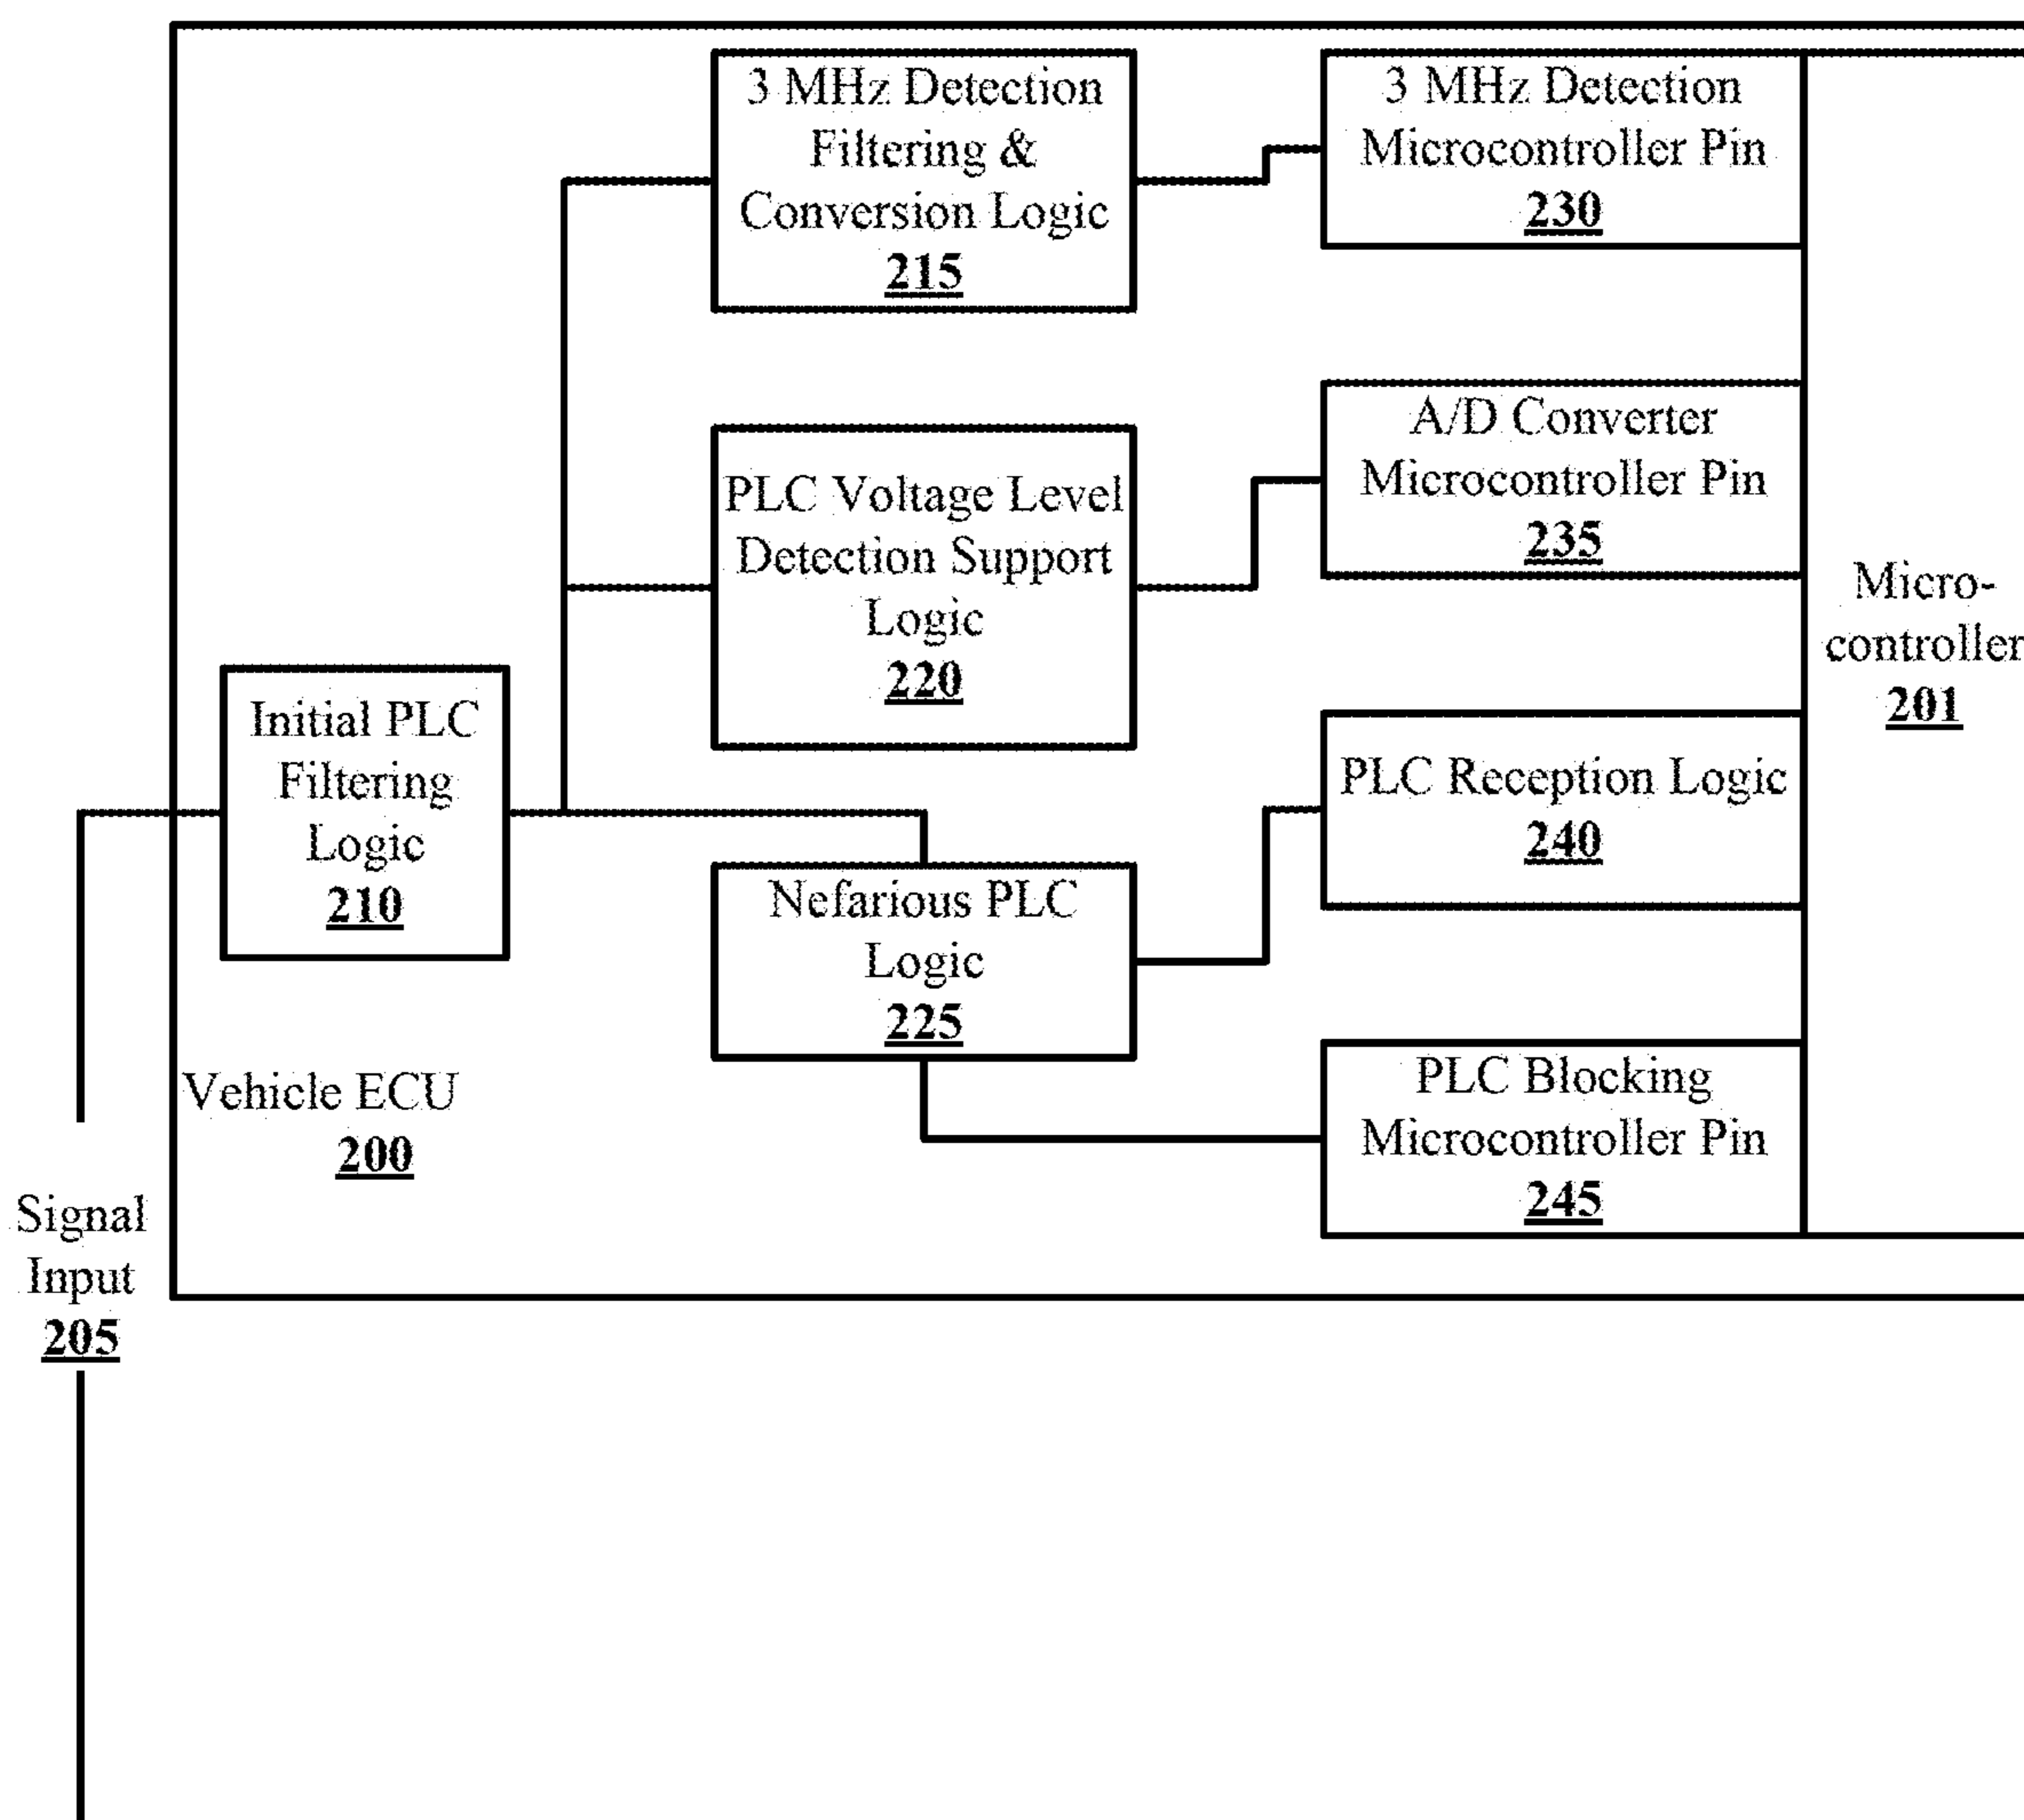 3 MHz Detection
Filtering &
Conversion Logic
215
3 MHz Detection
Microcontroller Pin
230
PLC Voltage Level
Detection Support
Logic
220
A/D Converter
Microcontroller Pin
235
Micro-
controller
201
Initial PLC
Filtering
Logic
210
PLC Reception Logic
240
Nefarious PLC
Logic
225
PLC Blocking
Microcontroller Pin
245
Vehicle ECU
200
Signal
Input
205